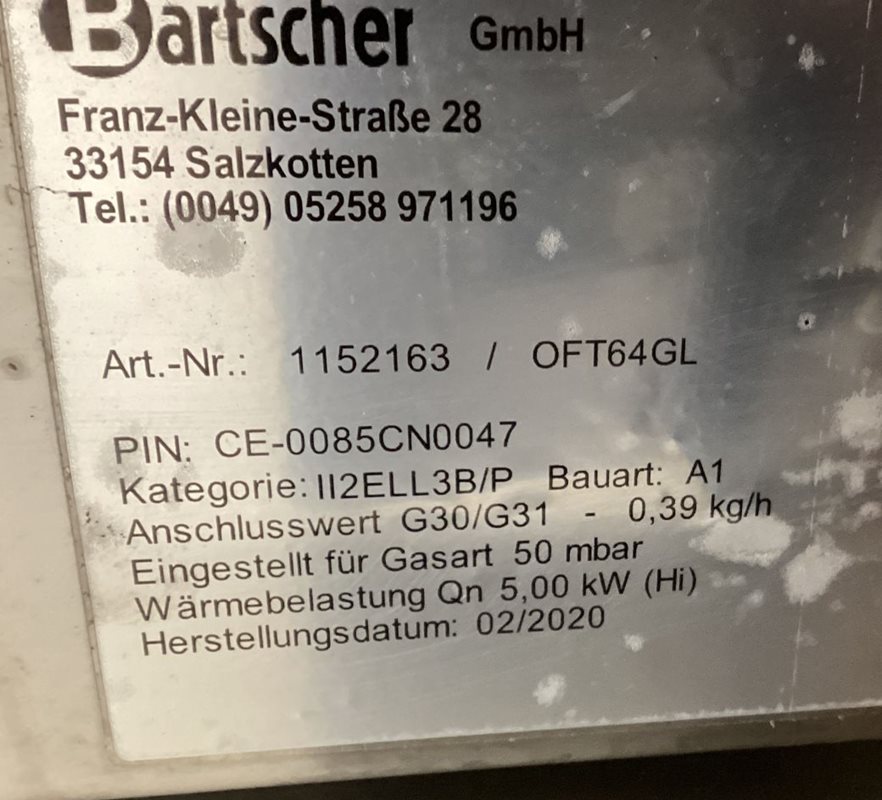 Bartscher GmbH
Franz-Kleine-Straße 28
33154 Salzkotten
Tel.: (0049) 05258 971196
Art.-Nr.: 1152163 / OFT64GL
PIN: CE-0085CN0047
Kategorie: II2ELL3B/P Bauart: A1
Anschlusswert G30/G31 - 0,39 kg/h
Eingestellt für Gasart 50 mbar
Wärmebelastung Qn 5,00 kW (Hi)
Herstellungsdatum: 02/2020